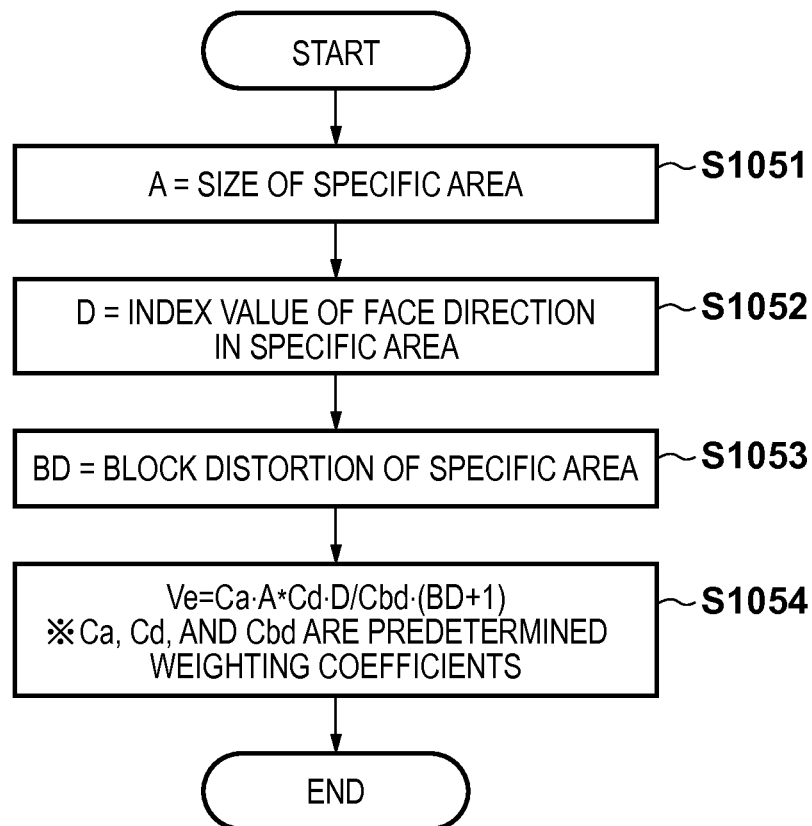 START
A = SIZE OF SPECIFIC AREA
S1051
D = INDEX VALUE OF FACE DIRECTION
IN SPECIFIC AREA
S1052
BD = BLOCK DISTORTION OF SPECIFIC AREA
S1053
Ve=Ca·A*Cd·D/Cbd·(BD+1)
※Ca, Cd, AND Cbd ARE PREDETERMINED
WEIGHTING COEFFICIENTS
S1054
END